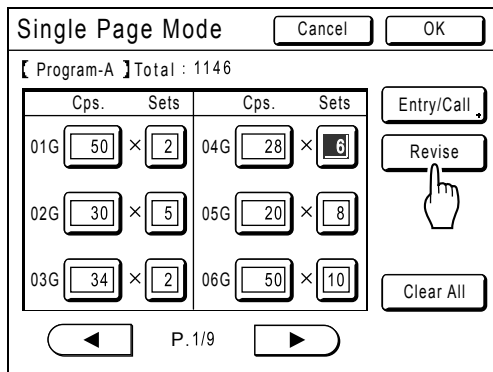 Single Page Mode Cancel OK
【 Program-A 】Total : 1146
Cps. Sets Cps. Sets Entry/Call
01G 50 × 2 04G 28 × 6 Revise
02G 30 × 5 05G 20 × 8
03G 34 × 2 06G 50 × 10 Clear All
◀ P.1/9 ▶